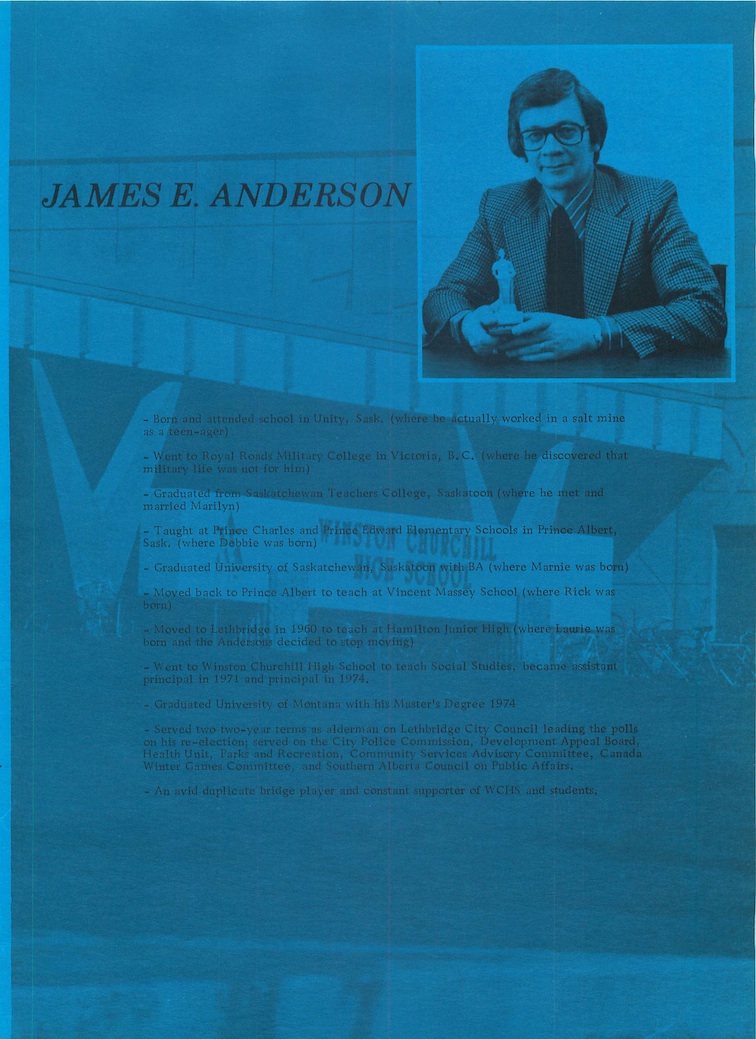 JAMES E. ANDERSON
- Born and attended school in Unity, Sask. (where he actually worked in a salt mine
as a teen-ager)
- Went to Royal Roads Military College in Victoria, B.C. (where he discovered that
military life was not for him)
- Graduated from Saskatchewan Teachers College, Saskatoon (where he met and
married Marilyn)
- Taught at Prince Charles and Prince Edward Elementary Schools in Prince Albert,
Sask. (where Debbie was born)
- Graduated University of Saskatchewan, Saskatoon with BA (where Marnie was born)
- Moved back to Prince Albert to teach at Vincent Massey School (where Rick was
born)
- Moved to Lethbridge in 1960 to teach at Hamilton Junior High (where Laurie was
born and the Andersons decided to stop moving)
- Went to Winston Churchill High School to teach Social Studies, became assistant
principal in 1971 and principal in 1974.
- Graduated University of Montana with his Master's Degree 1974
- Served two two-year terms as alderman on Lethbridge City Council leading the polls
on his re-election; served on the City Police Commission, Development Appeal Board,
Health Unit, Parks and Recreation, Community Services Advisory Committee, Canada
Winter Games Committee, and Southern Alberta Council on Public Affairs.
- An avid duplicate bridge player and constant supporter of WCHS and students.
WINSTON CHURCHILL
HIGH SCHOOL